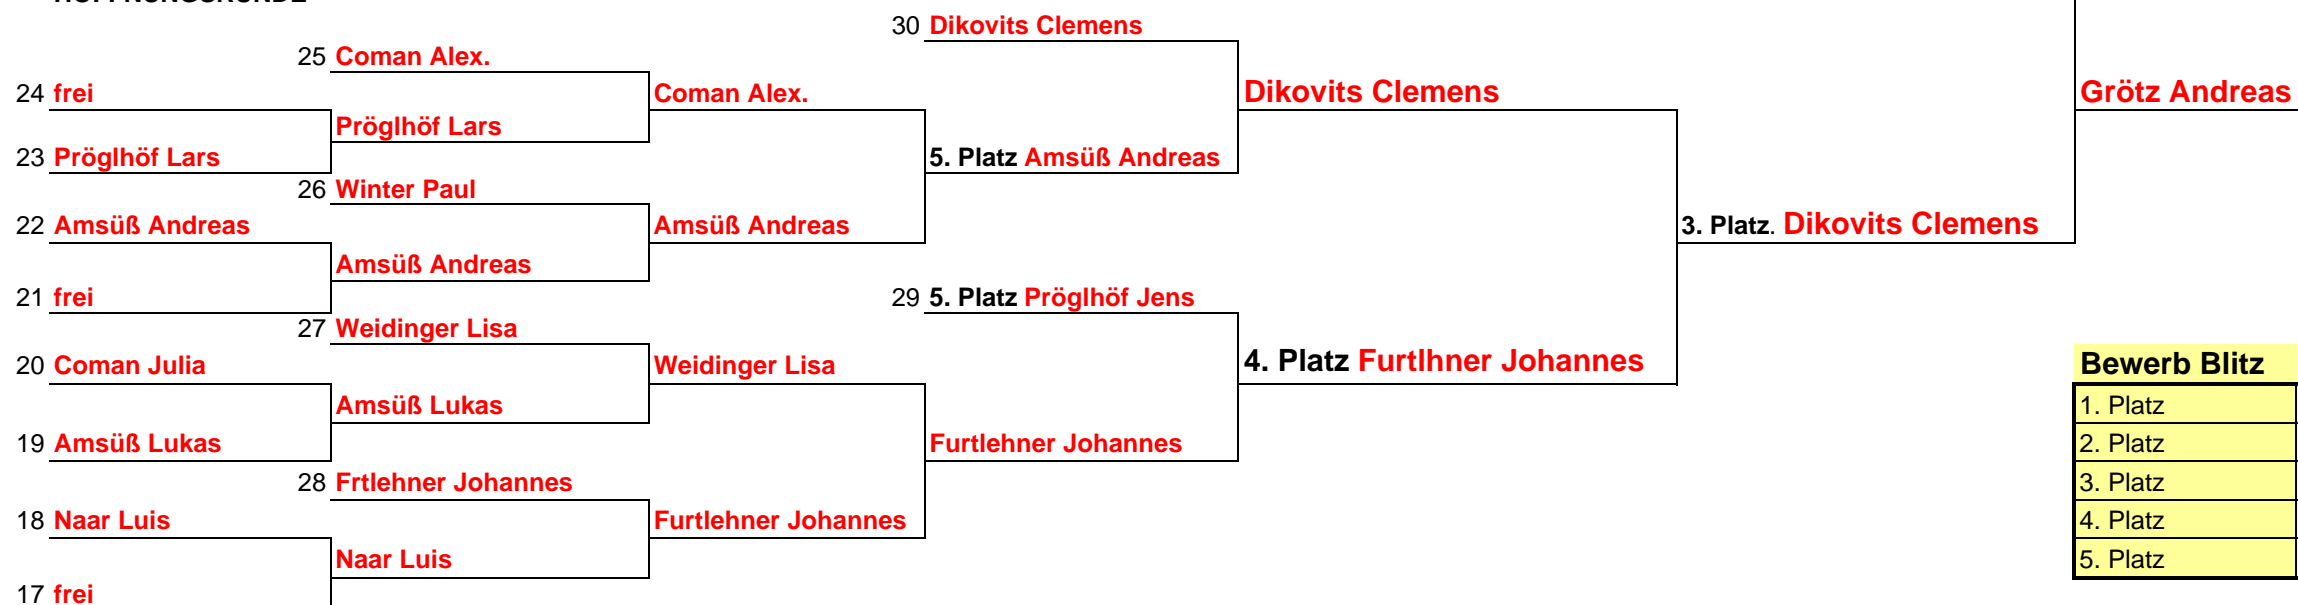 HOFFNUNGSRUNDE
30 Dikovits Clemens
25 Coman Alex.
24 frei
Coman Alex.
Dikovits Clemens
Grötz Andreas
Pröglhöf Lars
23 Pröglhöf Lars
5. Platz Amsüß Andreas
26 Winter Paul
22 Amsüß Andreas
Amsüß Andreas
3. Platz. Dikovits Clemens
Amsüß Andreas
21 frei
29 5. Platz Pröglhöf Jens
27 Weidinger Lisa
20 Coman Julia
Weidinger Lisa
4. Platz Furtlhner Johannes
Bewerb Blitz
Amsüß Lukas
1. Platz
19 Amsüß Lukas
Furtlehner Johannes
2. Platz
28 Frtlehner Johannes
3. Platz
18 Naar Luis
Furtlehner Johannes
4. Platz
Naar Luis
5. Platz
17 frei